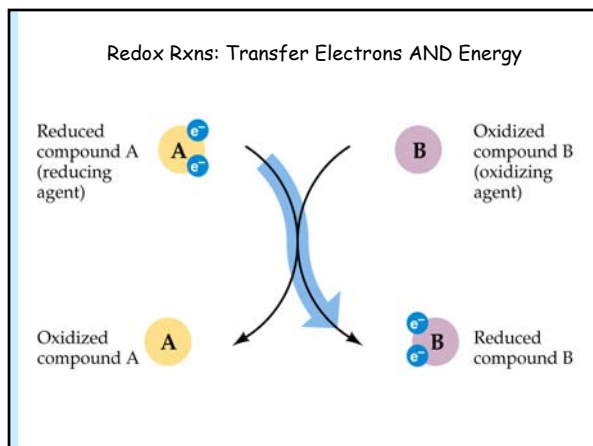 Redox Rxns: Transfer Electrons AND Energy
Reduced
compound A
(reducing
agent)
e⁻
A
e⁻
B
Oxidized
compound B
(oxidizing
agent)
Oxidized
compound A
A
e⁻
e⁻
B
Reduced
compound B